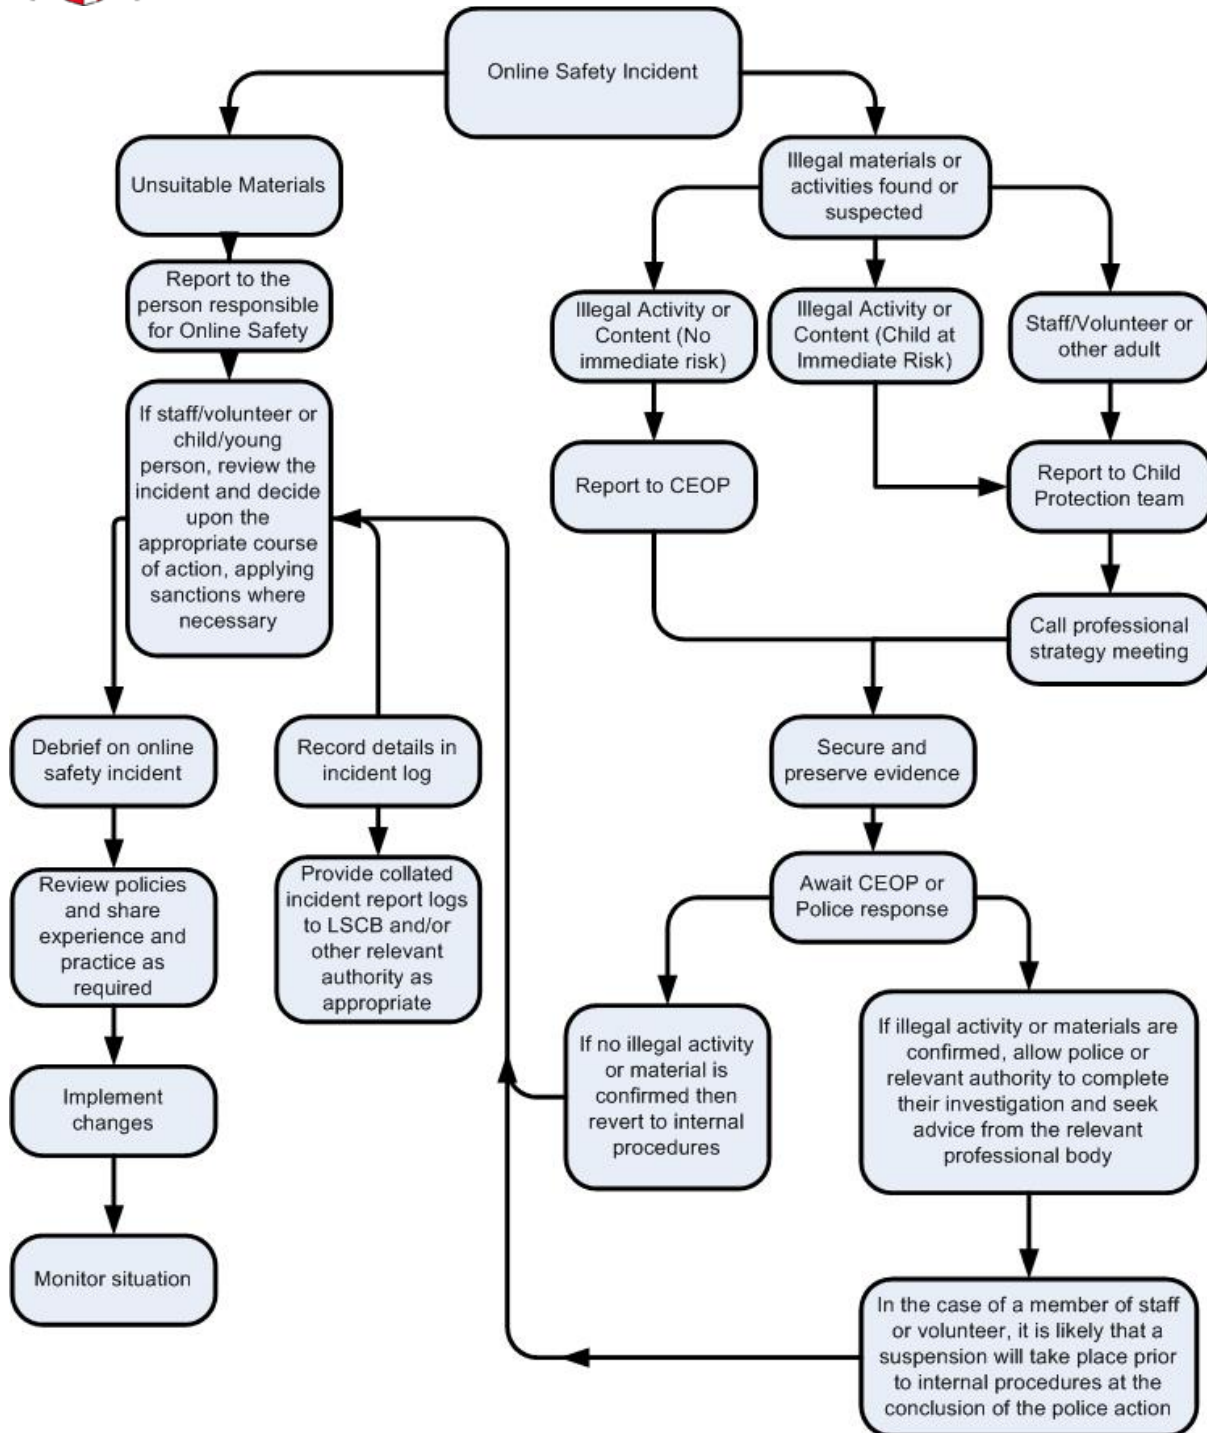 Online Safety Incident
Unsuitable Materials
Illegal materials or
activities found or
suspected
Report to the
person responsible
for Online Safety
Illegal Activity or
Content (No
immediate risk)
Illegal Activity or
Content (Child at
Immediate Risk)
Staff/Volunteer or
other adult
If staff/volunteer or
child/young
person, review the
incident and decide
upon the
appropriate course
of action, applying
sanctions where
necessary
Report to CEOP
Report to Child
Protection team
Call professional
strategy meeting
Debrief on online
safety incident
Record details in
incident log
Secure and
preserve evidence
Review policies
and share
experience and
practice as
required
Provide collated
incident report logs
to LSCB and/or
other relevant
authority as
appropriate
Await CEOP or
Police response
If no illegal activity
or material is
confirmed then
revert to internal
procedures
If illegal activity or materials are
confirmed, allow police or
relevant authority to complete
their investigation and seek
advice from the relevant
professional body
Implement
changes
Monitor situation
In the case of a member of staff
or volunteer, it is likely that a
suspension will take place prior
to internal procedures at the
conclusion of the police action